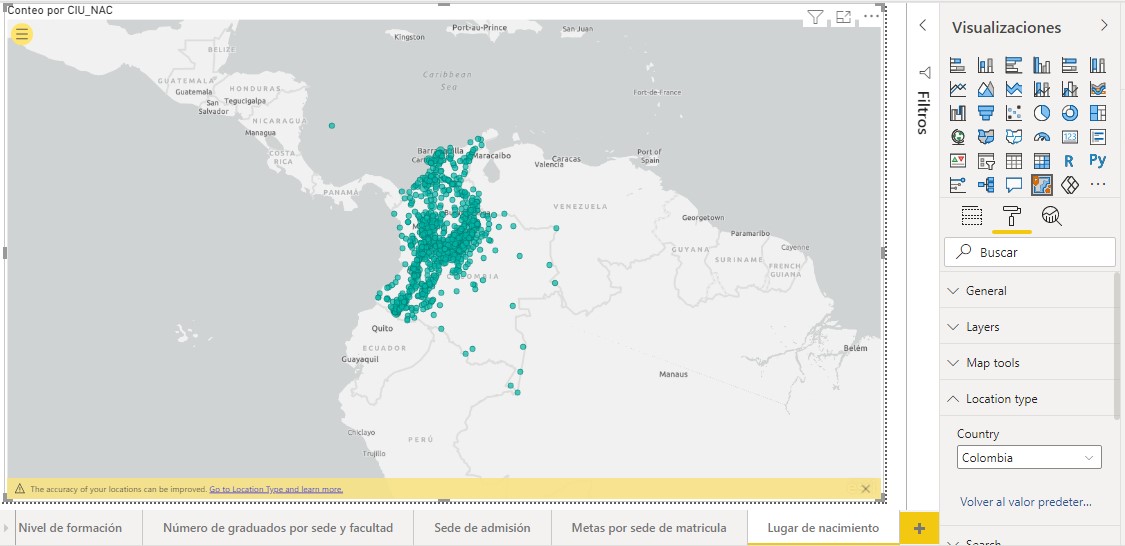 Conteo por CIU_NAC
Port-au-Prince
San Juan
Kingston
BELIZE
Caribbean
Sea
GUATEMALA
Guatemala
HONDURAS
Tegucigalpa
San
Salvador
Fort-de-France
NICARAGUA
Managua
COSTA
RICA
Maracaibo
Caracas
Valencia
Port of
Spain
PANAMÁ
VENEZUELA
Georgetown
Paramaribo
Cayenne
GUYANA
SURINAME
FRENCH
GUIANA
Quito
ECUADOR
Guayaquil
Belém
Manaus
Chiclayo
PERÚ
Trujillo
The accuracy of your locations can be improved. Go to Location Type and learn more.
Filtros
Visualizaciones
123
R
Py
Buscar
General
Layers
Map tools
Location type
Country
Colombia
Volver al valor predeter...
Search
Nivel de formación
Número de graduados por sede y facultad
Sede de admisión
Metas por sede de matricula
Lugar de nacimiento
+